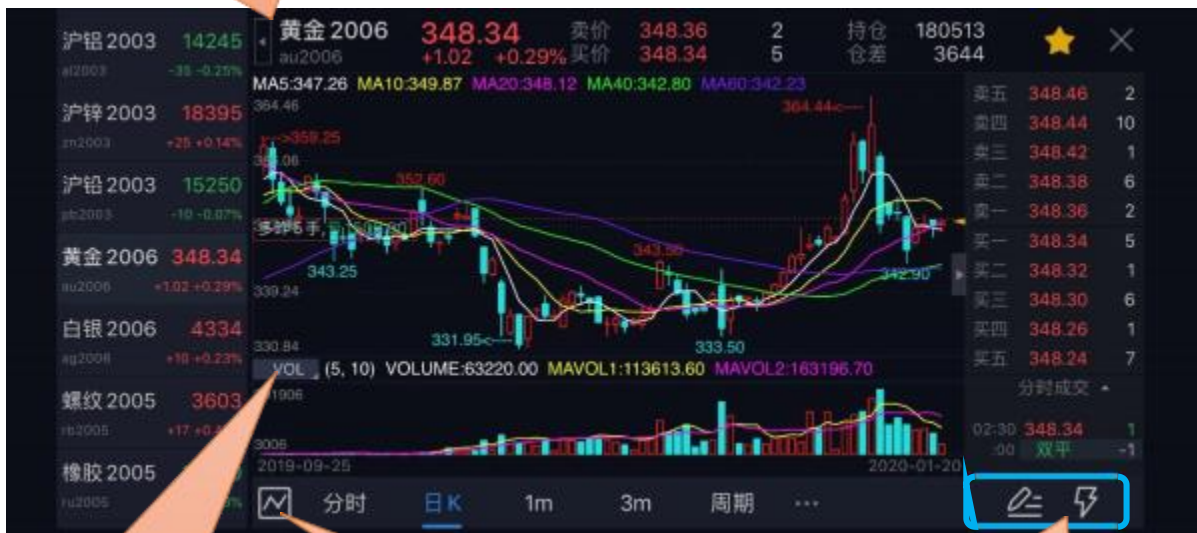 沪铝 2003 14245
al2003 -35 -0.25%
沪锌 2003 18395
zn2003 +25 +0.14%
沪铅 2003 15250
pb2003 -10 -0.07%
黄金 2006 348.34
au2006 +1.02 +0.29%
白银 2006 4334
ag2006 +10 +0.23%
螺纹 2005 3603
rb2005 +17
橡胶 2005
ru2005
黄金 2006 348.34 卖价 348.36 2 持仓 180513
au2006 +1.02 +0.29% 买价 348.34 5 仓差 3644
MA5:347.26 MA10:349.87 MA20:348.12 MA40:342.80 MA60:342.23
364.46
364.44
359.25
352.60
343.25
343.50
342.90
339.24
331.95
333.50
330.84
VOL (5, 10) VOLUME:63220.00 MAVOL1:113613.60 MAVOL2:163196.70
3006
2019-09-25 2020-01-20
分时 日K 1m 3m 周期 ···
卖五 348.46 2
卖四 348.44 10
卖三 348.42 1
卖二 348.38 6
卖一 348.36 2
买一 348.34 5
买二 348.32 1
买三 348.30 6
买四 348.26 1
买五 348.24 7
分时成交
02:30 348.34 1
:00 双平 -1